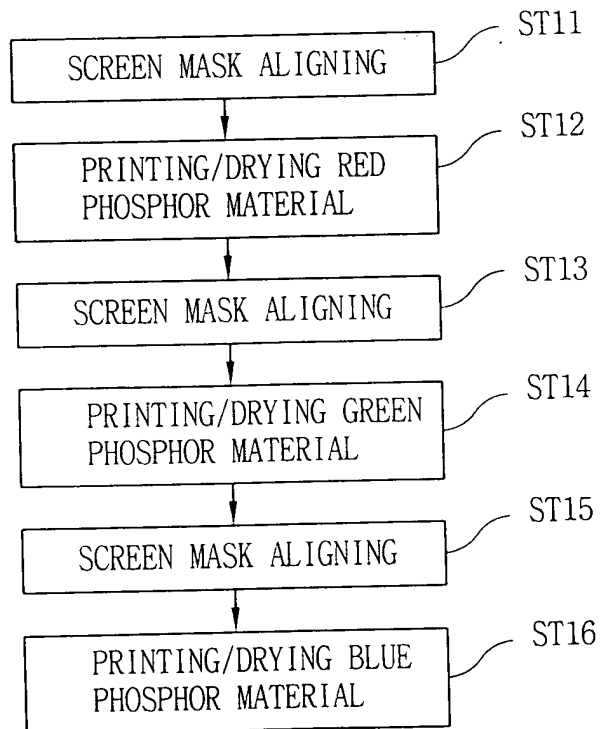 ST11
SCREEN MASK ALIGNING
ST12
PRINTING/DRYING RED
PHOSPHOR MATERIAL
ST13
SCREEN MASK ALIGNING
ST14
PRINTING/DRYING GREEN
PHOSPHOR MATERIAL
ST15
SCREEN MASK ALIGNING
ST16
PRINTING/DRYING BLUE
PHOSPHOR MATERIAL